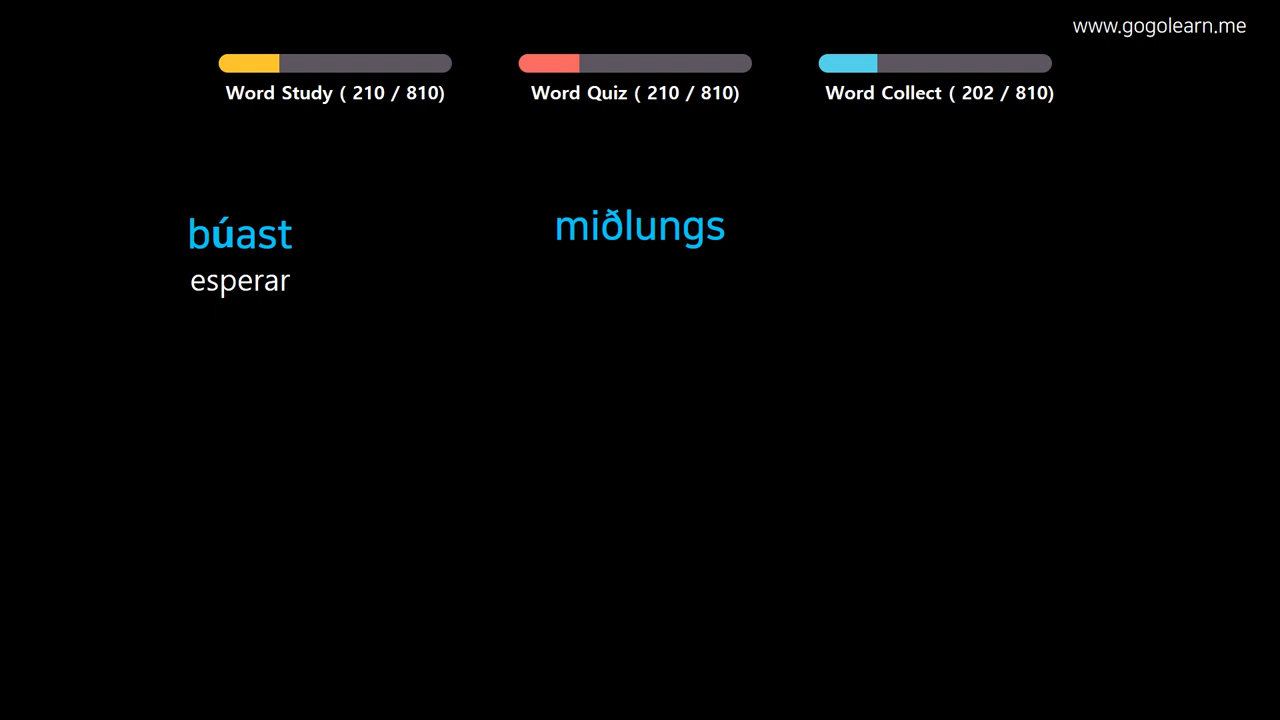 www.gogolearn.me
Word Study ( 210 / 810)
Word Quiz ( 210 / 810)
Word Collect ( 202 / 810)
búast
esperar
miðlungs